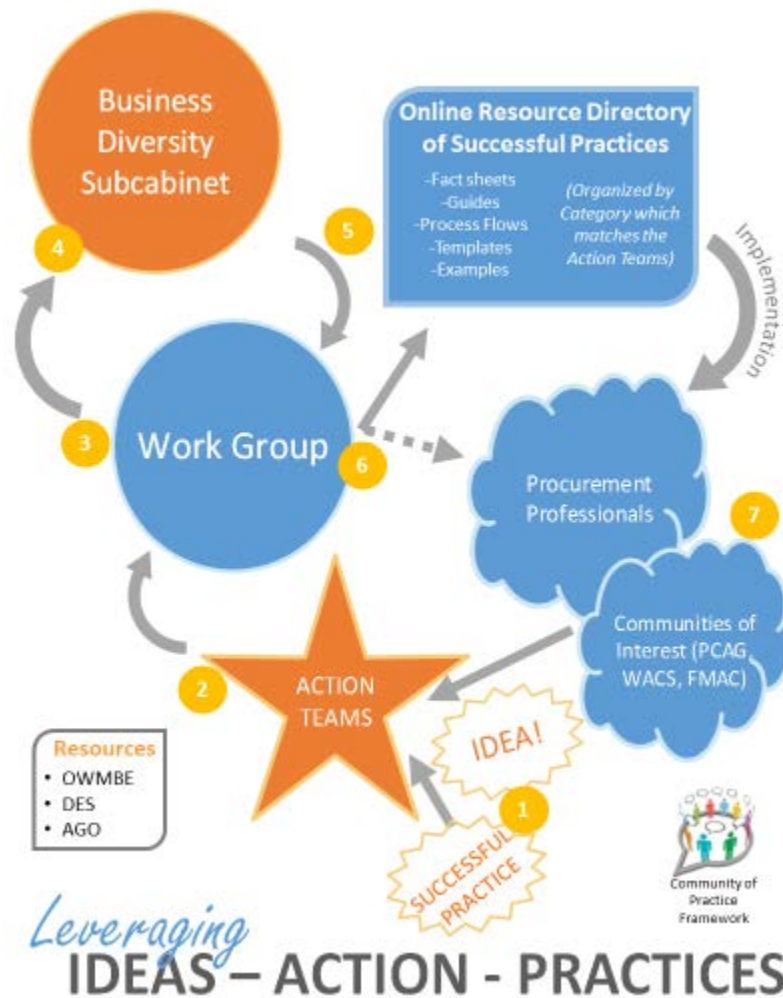 Business
Diversity
Subcabinet
4
5
Online Resource Directory
of Successful Practices
-Fact sheets
-Guides
-Process Flows
-Templates
-Examples
(Organized by
Category which
matches the
Action Teams)
Implementation
3
Work Group
6
Procurement
Professionals
7
Communities of
Interest (PCAG,
WACS, FMAC)
2
ACTION
TEAMS
IDEA!
1
SUCCESSFUL
PRACTICE
Resources
• OWMBE
• DES
• AGO
Community of
Practice
Framework
Leveraging
IDEAS – ACTION - PRACTICES